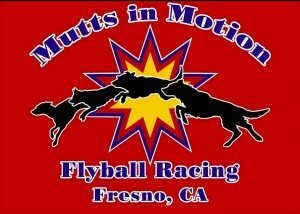 Mutts in Motion
Flyball Racing
Fresno, CA